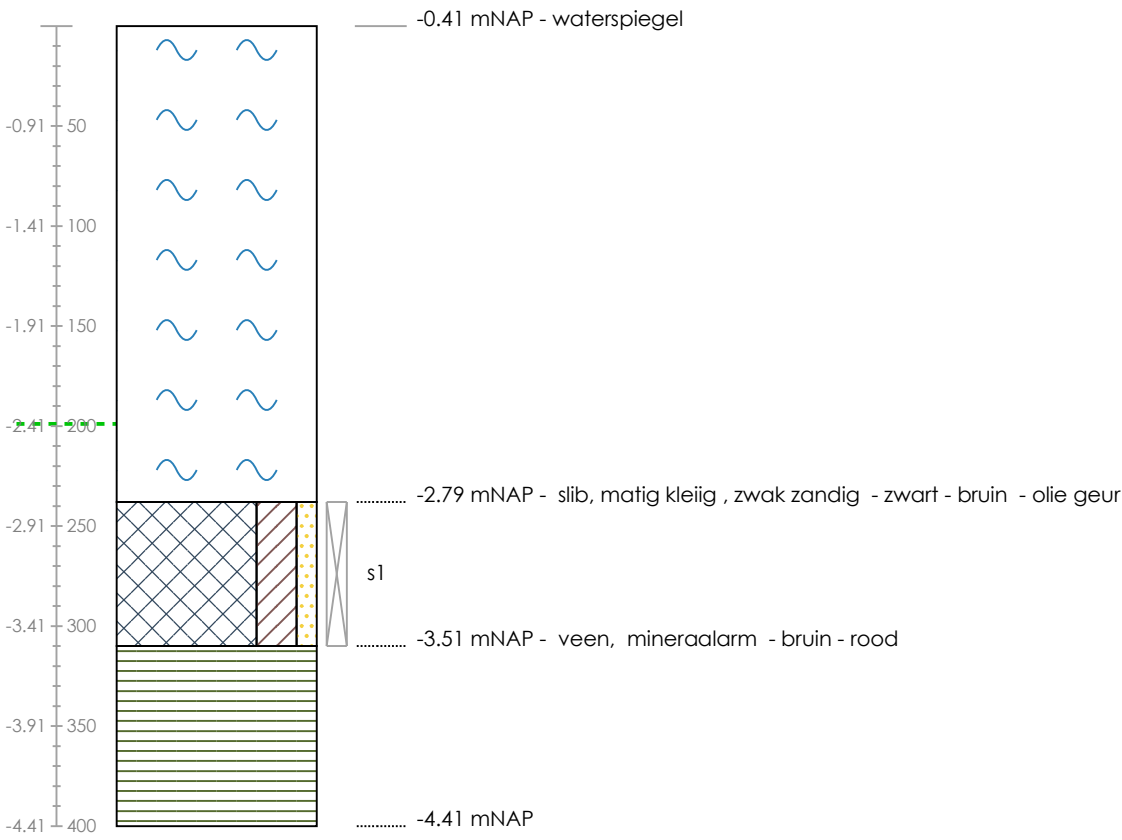 -0.41 mNAP - waterspiegel
-0.91 50
-1.41 100
-1.91 150
-2.41 200
-2.79 mNAP - slib, matig kleiig , zwak zandig - zwart - bruin - olie geur
-2.91 250
s1
-3.41 300
-3.51 mNAP - veen, mineraalarm - bruin - rood
-3.91 350
-4.41 mNAP
-4.41 400